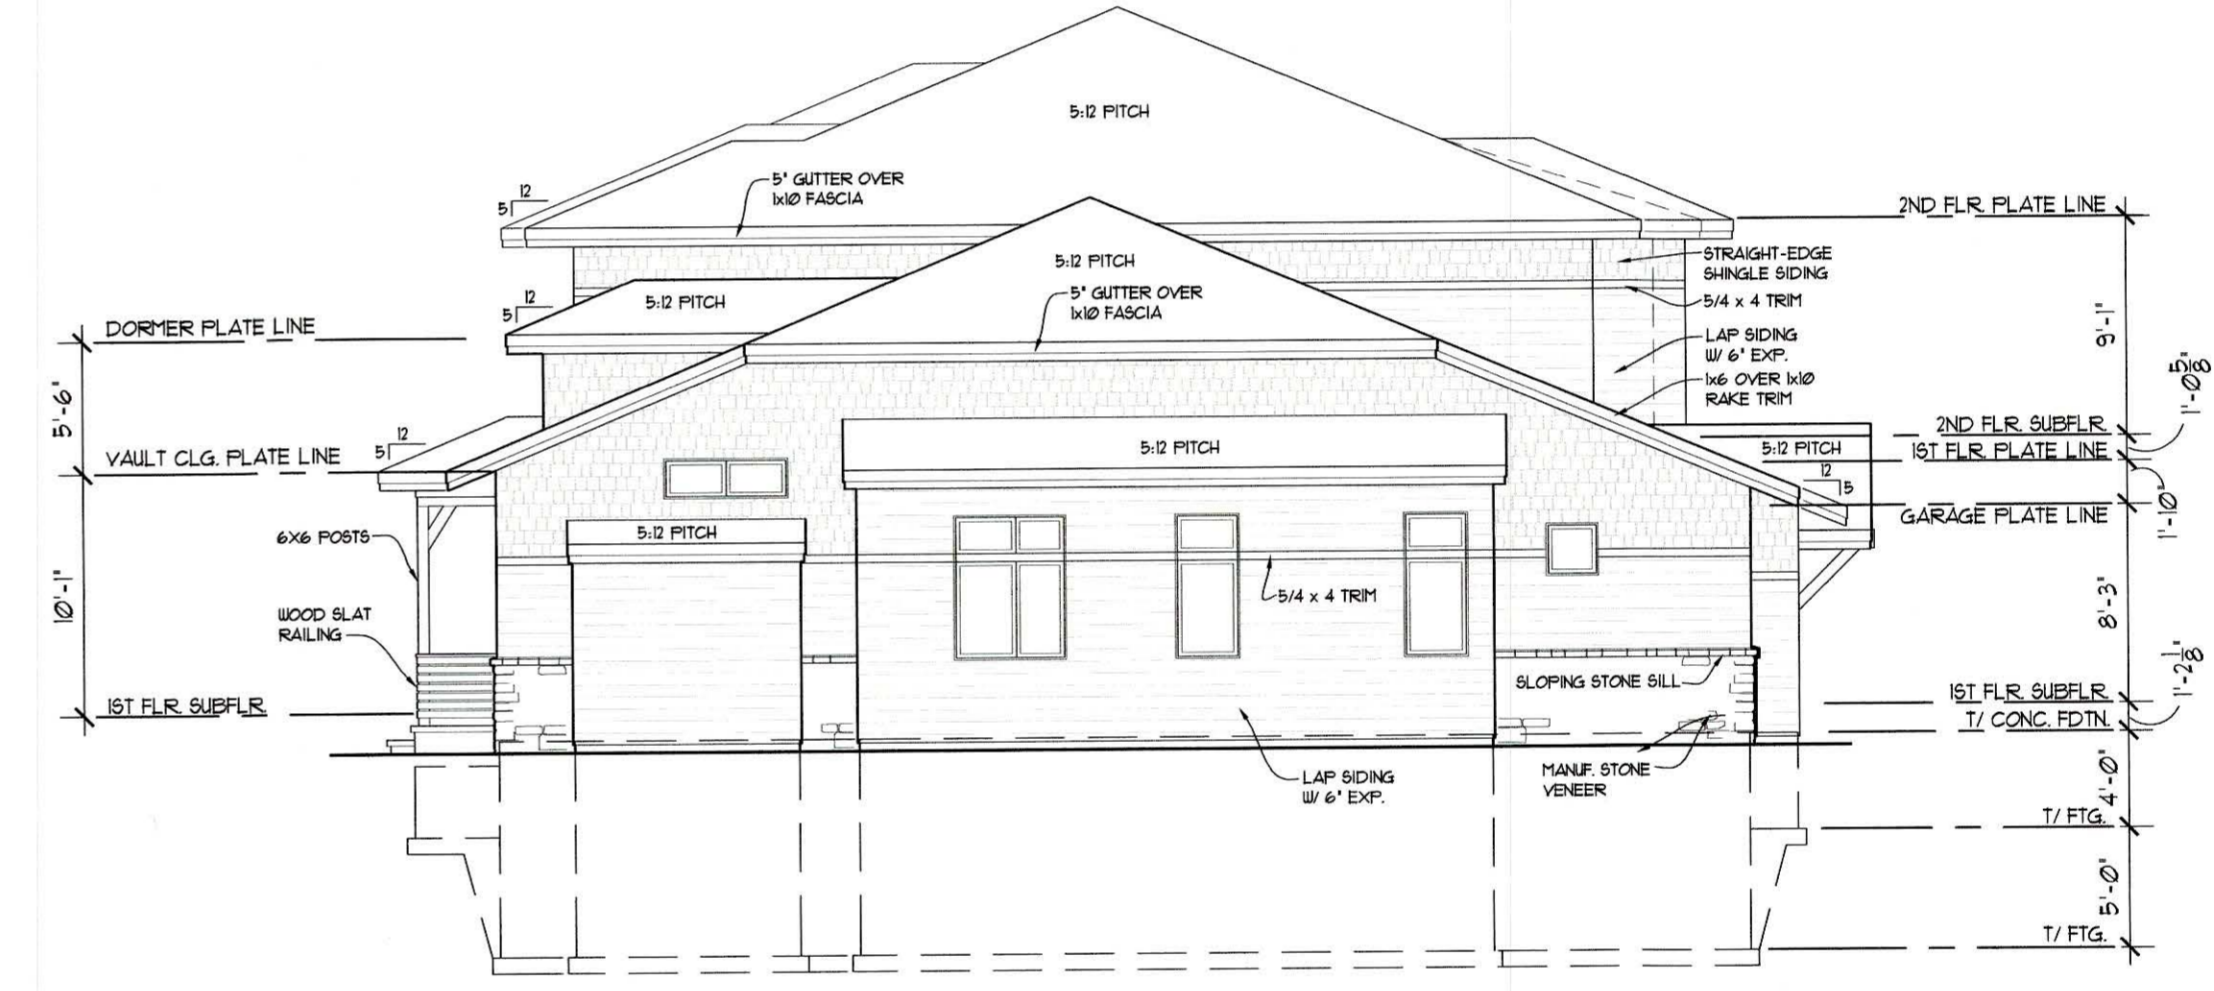 5:12 PITCH
5" GUTTER OVER
1x10 FASCIA
12
5
2ND FLR. PLATE LINE
STRAIGHT-EDGE
SHINGLE SIDING
5/4 x 4 TRIM
LAP SIDING
W/ 6" EXP.
1x6 OVER 1x10
RAKE TRIM
9'-1"
1'-0 5/8"
5:12 PITCH
5" GUTTER OVER
1x10 FASCIA
12
5
5:12 PITCH
DORMER PLATE LINE
5'-6"
12
5
VAULT CLG. PLATE LINE
5:12 PITCH
2ND FLR. SUBFLR.
5:12 PITCH
1ST FLR. PLATE LINE
12
5
1'-10"
GARAGE PLATE LINE
6X6 POSTS
5:12 PITCH
10'-1"
5/4 x 4 TRIM
8'-3"
WOOD SLAT
RAILING
1'-2 1/8"
SLOPING STONE SILL
1ST FLR. SUBFLR.
1ST FLR. SUBFLR.
T/ CONC. FDTN.
LAP SIDING
W/ 6" EXP.
MANUF. STONE
VENEER
4'-0"
T/ FTG.
5'-0"
T/ FTG.